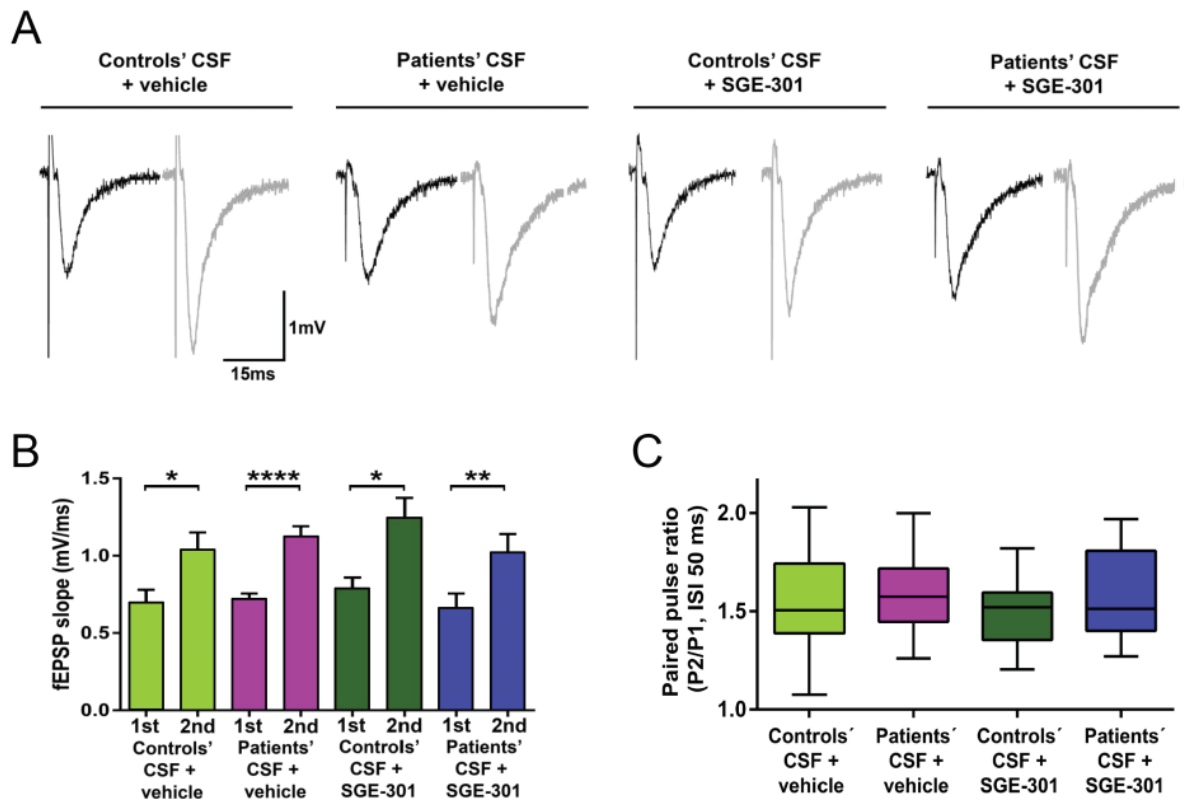 A
Controls’ CSF
+ vehicle
Patients’ CSF
+ vehicle
Controls’ CSF
+ SGE-301
Patients’ CSF
+ SGE-301
1mV
15ms
B
fEPSP slope (mV/ms)
1.5
1.0
0.5
0.0
*
****
*
**
1st 2nd 1st 2nd 1st 2nd 1st 2nd
Controls’
CSF +
vehicle
Patients’
CSF +
vehicle
Controls’
CSF +
SGE-301
Patients’
CSF +
SGE-301
C
Paired pulse ratio
(P2/P1, ISI 50 ms)
2.0
1.5
1.0
Controls´
CSF +
vehicle
Patients´
CSF +
vehicle
Controls´
CSF +
SGE-301
Patients´
CSF +
SGE-301